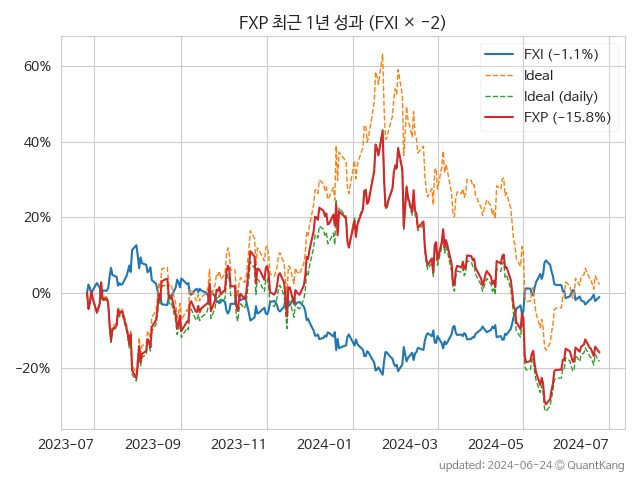 FXP 최근 1년 성과 (FXI × −2)
FXI (−1.1%)
Ideal
Ideal (daily)
FXP (−15.8%)
60%
40%
20%
0%
−20%
2023-07 2023-09 2023-11 2024-01 2024-03 2024-05 2024-07
updated: 2024-06-24 © QuantKang